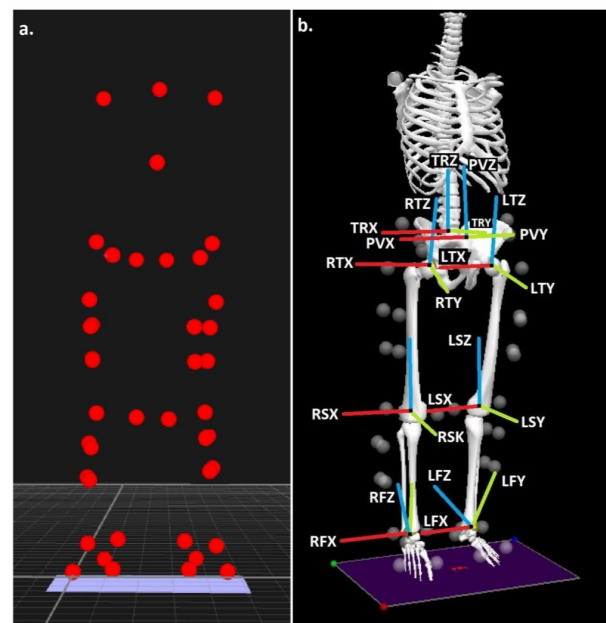 a.
b.
TRZ PVZ
RTZ LTZ
TRX TRY PVY
PVX
RTX LTX
RTY LTY
LSZ
LSX
RSX LSY
RSK
RFZ LFZ LFY
LFX
RFX